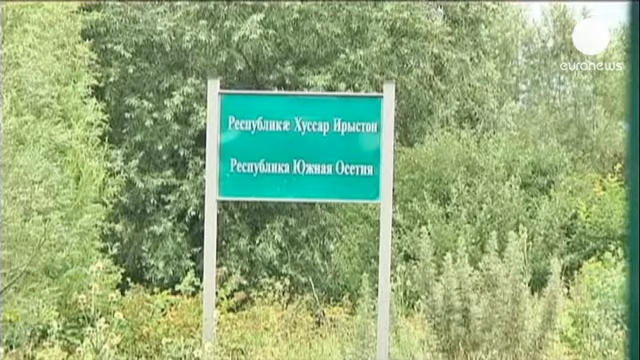 euronews
Республикæ Хуссар Ирыстон
Республика Южная Осетия